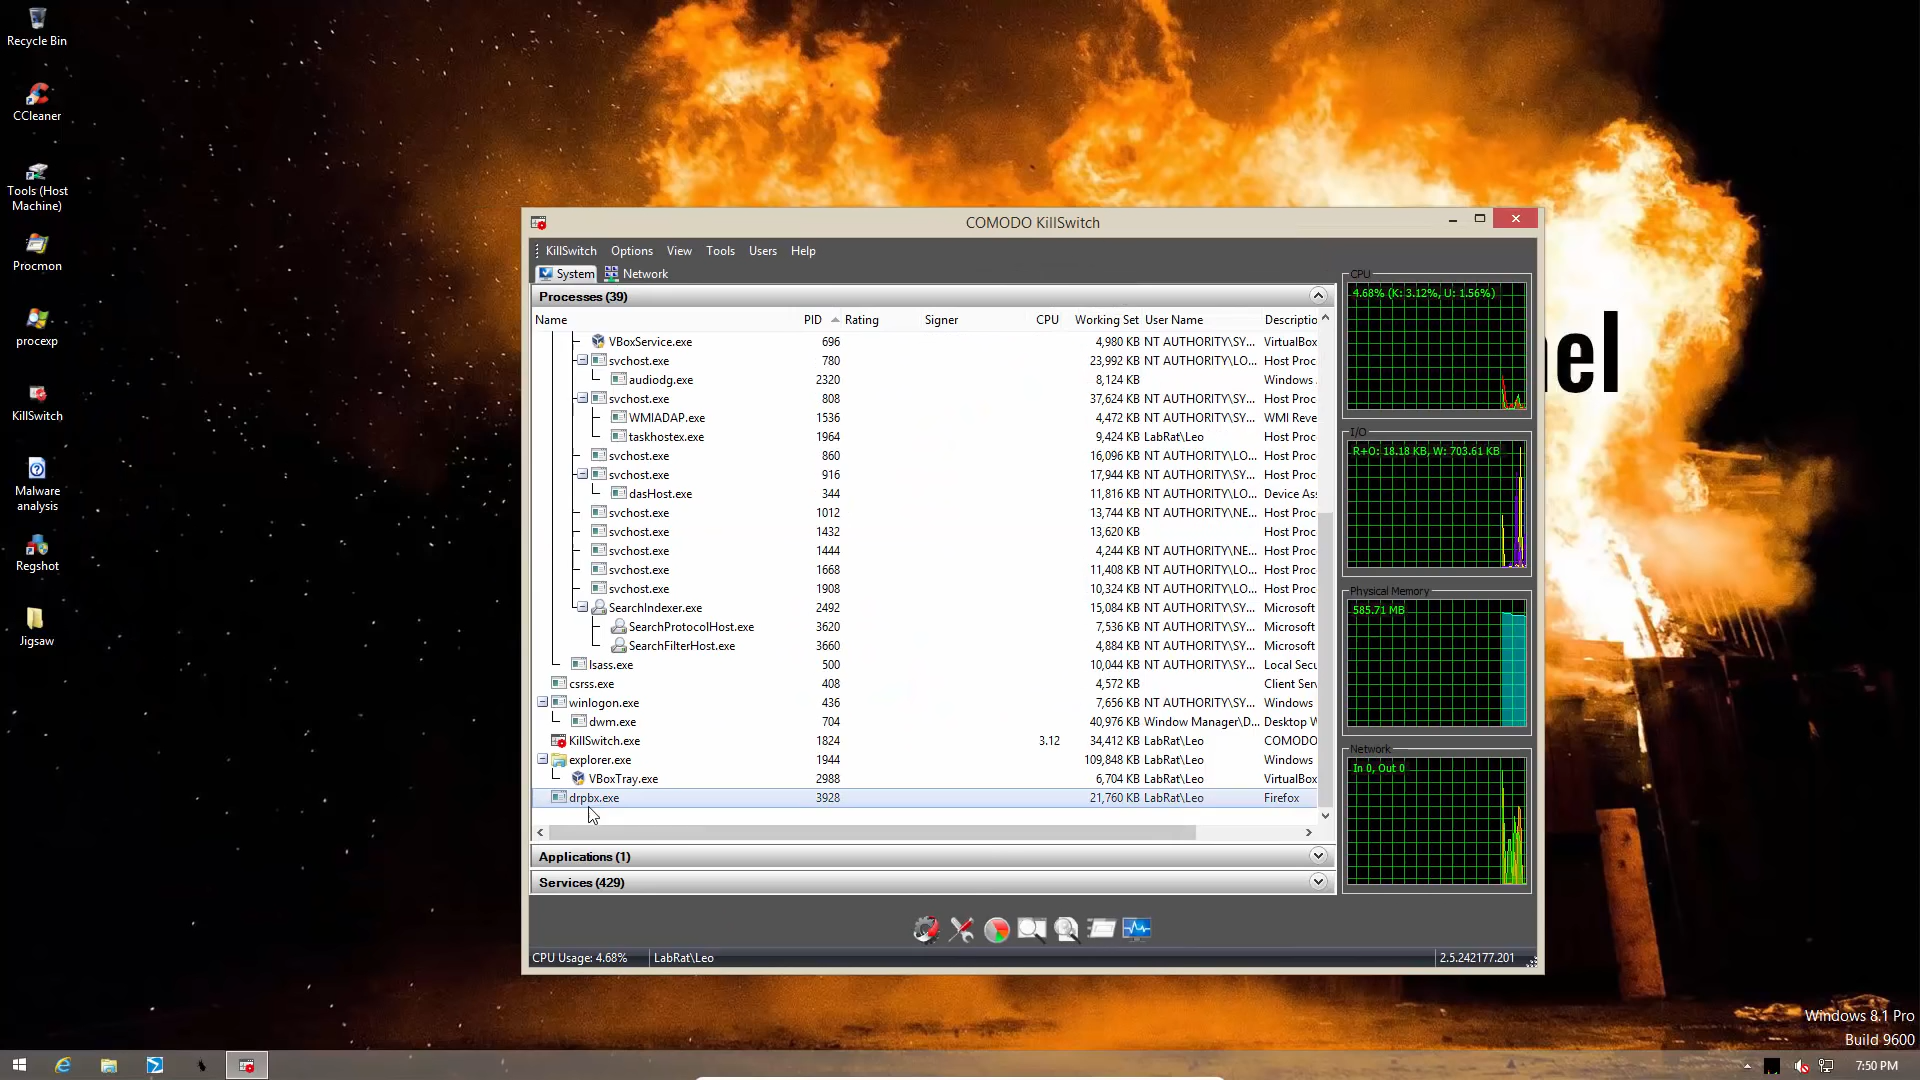 Recycle Bin
CCleaner
Tools (Host
Machine)
Procmon
procexp
KillSwitch
Malware
analysis
Regshot
Jigsaw
nel
COMODO KillSwitch
KillSwitch Options View Tools Users Help
System Network
Processes (39)
Name PID Rating Signer CPU Working Set User Name Descriptio
VBoxService.exe 696 4,980 KB NT AUTHORITY\SY... VirtualBox
svchost.exe 780 23,992 KB NT AUTHORITY\LO... Host Proc
audiodg.exe 2320 8,124 KB Windows
svchost.exe 808 37,624 KB NT AUTHORITY\SY... Host Proc
WMIADAP.exe 1536 4,472 KB NT AUTHORITY\SY... WMI Reve
taskhostex.exe 1964 9,424 KB LabRat\Leo Host Proc
svchost.exe 860 16,096 KB NT AUTHORITY\LO... Host Proc
svchost.exe 916 17,944 KB NT AUTHORITY\SY... Host Proc
dasHost.exe 344 11,816 KB NT AUTHORITY\LO... Device Ass
svchost.exe 1012 13,744 KB NT AUTHORITY\NE... Host Proc
svchost.exe 1432 13,620 KB Host Proc
svchost.exe 1444 4,244 KB NT AUTHORITY\NE... Host Proc
svchost.exe 1668 11,408 KB NT AUTHORITY\LO... Host Proc
svchost.exe 1908 10,324 KB NT AUTHORITY\LO... Host Proc
SearchIndexer.exe 2492 15,084 KB NT AUTHORITY\SY... Microsoft
SearchProtocolHost.exe 3620 7,536 KB NT AUTHORITY\SY... Microsoft
SearchFilterHost.exe 3660 4,884 KB NT AUTHORITY\SY... Microsoft
lsass.exe 500 10,044 KB NT AUTHORITY\SY... Local Secu
csrss.exe 408 4,572 KB Client Serv
winlogon.exe 436 7,656 KB NT AUTHORITY\SY... Windows
dwm.exe 704 40,976 KB Window Manager\D... Desktop W
KillSwitch.exe 1824 3.12 34,412 KB LabRat\Leo COMODO
explorer.exe 1944 109,848 KB LabRat\Leo Windows
VBoxTray.exe 2988 6,704 KB LabRat\Leo VirtualBox
drpbx.exe 3928 21,760 KB LabRat\Leo Firefox
Applications (1)
Services (429)
CPU Usage: 4.68% LabRat\Leo 2.5.242177.201
CPU
4.68% (K: 3.12%, U: 1.56%)
I/O
R+O: 18.18 KB, W: 703.61 KB
Physical Memory
585.71 MB
Network
In 0, Out 0
Windows 8.1 Pro
Build 9600
7:50 PM